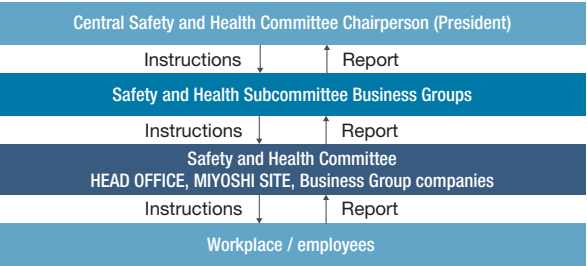 Central Safety and Health Committee Chairperson (President)
Instructions Report
Safety and Health Subcommittee Business Groups
Instructions Report
Safety and Health Committee
HEAD OFFICE, MIYOSHI SITE, Business Group companies
Instructions Report
Workplace / employees